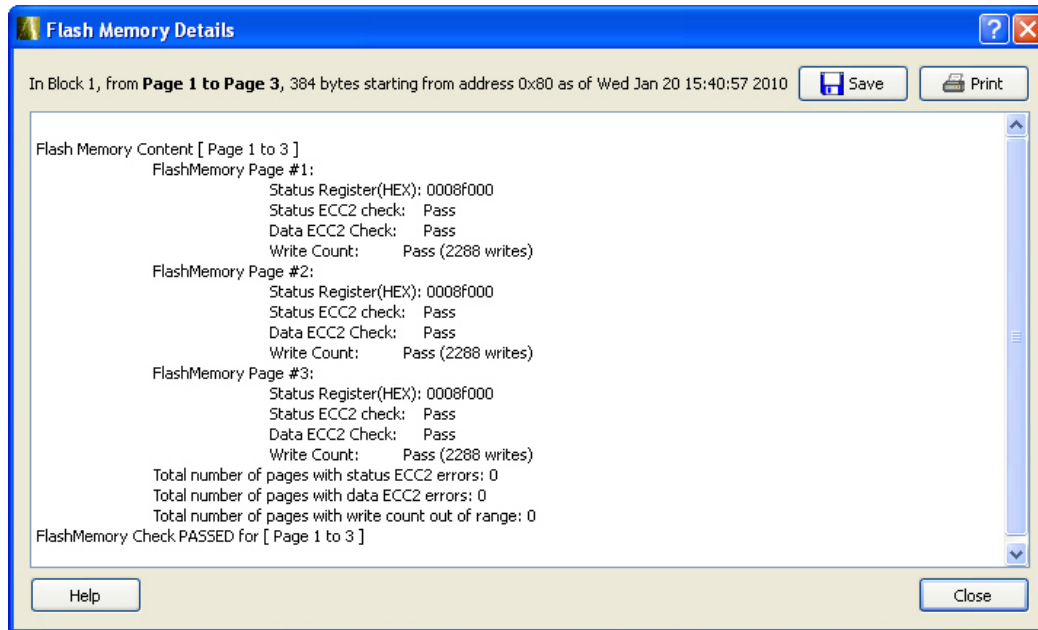 Flash Memory Details
In Block 1, from Page 1 to Page 3, 384 bytes starting from address 0x80 as of Wed Jan 20 15:40:57 2010 Save Print
Flash Memory Content [ Page 1 to 3 ]
FlashMemory Page #1:
Status Register(HEX): 0008f000
Status ECC2 check: Pass
Data ECC2 Check: Pass
Write Count: Pass (2288 writes)
FlashMemory Page #2:
Status Register(HEX): 0008f000
Status ECC2 check: Pass
Data ECC2 Check: Pass
Write Count: Pass (2288 writes)
FlashMemory Page #3:
Status Register(HEX): 0008f000
Status ECC2 check: Pass
Data ECC2 Check: Pass
Write Count: Pass (2288 writes)
Total number of pages with status ECC2 errors: 0
Total number of pages with data ECC2 errors: 0
Total number of pages with write count out of range: 0
FlashMemory Check PASSED for [ Page 1 to 3 ]
Help Close